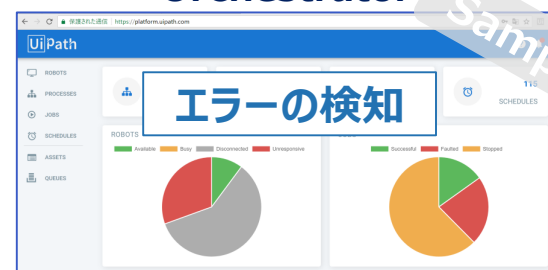 Orchestrator
Sample
保護された通信 | https://platform.uipath.com
UiPath
ROBOTS
PROCESSES
JOBS
SCHEDULES
ASSETS
QUEUES
エラーの検知
115
SCHEDULES
ROBOTS
Available Busy Disconnected Unresponsive
Successful Faulted Stopped